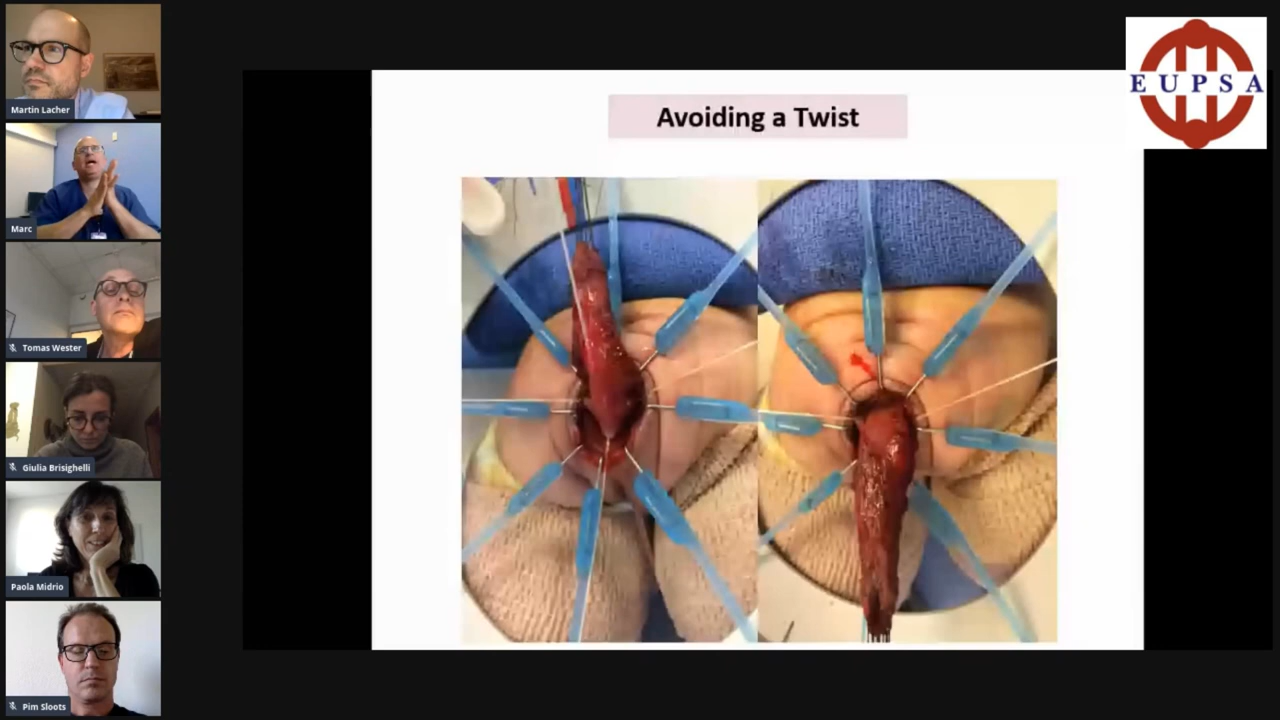 Martin Lacher
Marc
Tomas Wester
Giulia Brisighelli
Paola Midrio
Pim Sloots
Avoiding a Twist
EUPSA